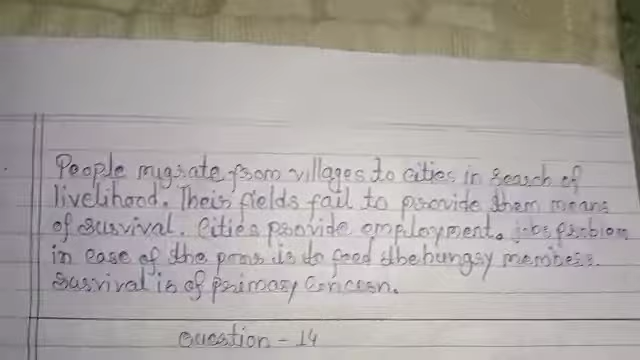 People migrate from villages to cities in search of
livelihood. Their fields fail to provide them means
of survival. Cities provide employment. jobs problem
in case of the poor is to feed the hungry members.
Survival is of primary concern.
Question - 14